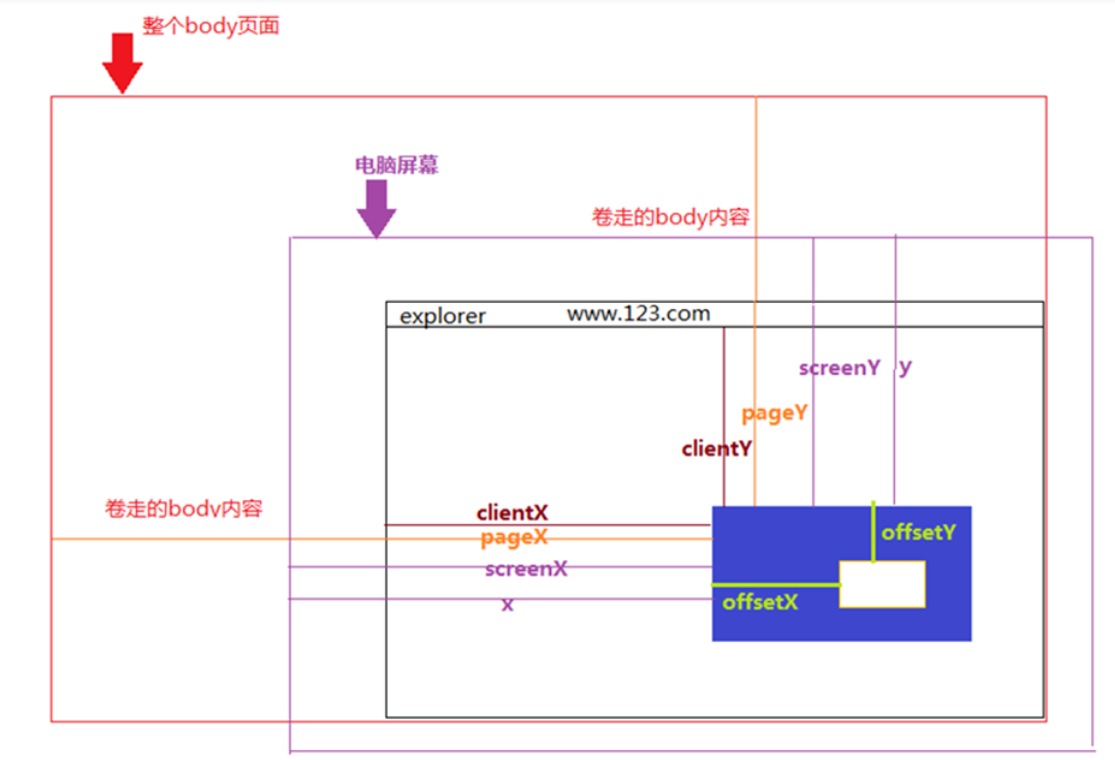 整个body页面
电脑屏幕
卷走的body内容
explorer www.123.com
screenY y
pageY
clientY
卷走的body内容
clientX
pageX
screenX
x
offsetY
offsetX